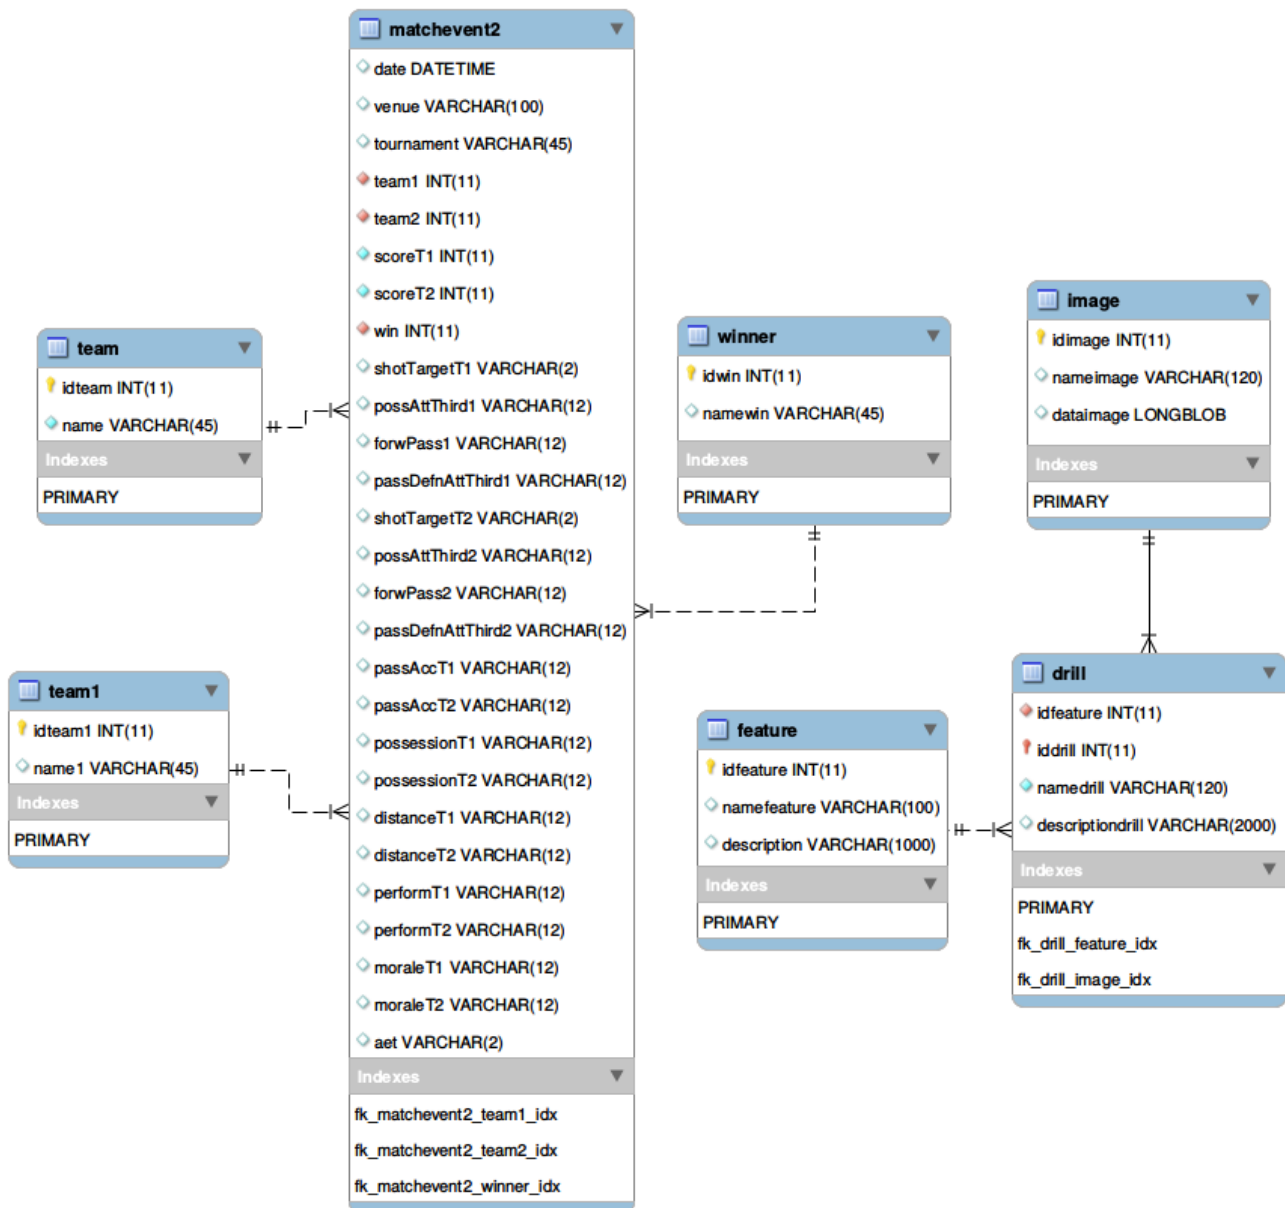 matchevent2
date DATETIME
venue VARCHAR(100)
tournament VARCHAR(45)
team1 INT(11)
team2 INT(11)
scoreT1 INT(11)
scoreT2 INT(11)
win INT(11)
shotTargetT1 VARCHAR(2)
possAttThird1 VARCHAR(12)
forwPass1 VARCHAR(12)
passDefnAttThird1 VARCHAR(12)
shotTargetT2 VARCHAR(2)
possAttThird2 VARCHAR(12)
forwPass2 VARCHAR(12)
passDefnAttThird2 VARCHAR(12)
passAccT1 VARCHAR(12)
passAccT2 VARCHAR(12)
possessionT1 VARCHAR(12)
possessionT2 VARCHAR(12)
distanceT1 VARCHAR(12)
distanceT2 VARCHAR(12)
performT1 VARCHAR(12)
performT2 VARCHAR(12)
moraleT1 VARCHAR(12)
moraleT2 VARCHAR(12)
aet VARCHAR(2)
Indexes
fk_matchevent2_team1_idx
fk_matchevent2_team2_idx
fk_matchevent2_winner_idx
team
idteam INT(11)
name VARCHAR(45)
Indexes
PRIMARY
team1
idteam1 INT(11)
name1 VARCHAR(45)
Indexes
PRIMARY
winner
idwin INT(11)
namewin VARCHAR(45)
Indexes
PRIMARY
image
idimage INT(11)
nameimage VARCHAR(120)
dataimage LONGBLOB
Indexes
PRIMARY
feature
idfeature INT(11)
namefeature VARCHAR(100)
description VARCHAR(1000)
Indexes
PRIMARY
drill
idfeature INT(11)
iddrill INT(11)
namedrill VARCHAR(120)
descriptiondrill VARCHAR(2000)
Indexes
PRIMARY
fk_drill_feature_idx
fk_drill_image_idx